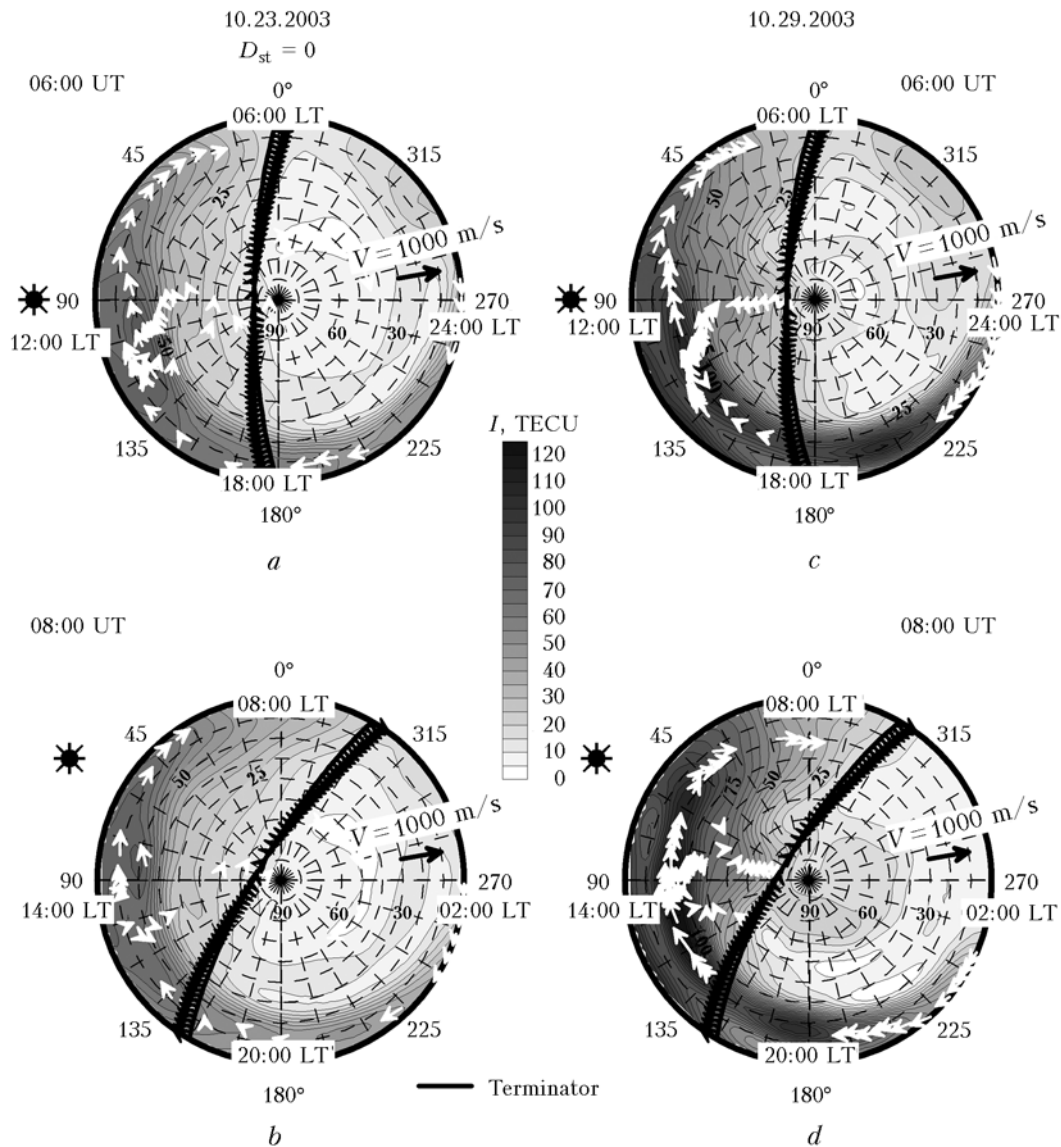 a
10.23.2003
c
10.29.2003
D_st = 0
06:00 UT
0°
06:00 LT
45
315
25
V = 1000 m/s
90
270
12:00 LT
24:00 LT
90
60
30
50
135
225
18:00 LT
180°
a
06:00 UT
0°
06:00 LT
45
315
50
25
V = 1000 m/s
90
270
12:00 LT
24:00 LT
90
60
30
100
25
135
225
18:00 LT
180°
c
I, TECU
120
110
100
90
80
70
60
50
40
30
20
10
0
08:00 UT
0°
08:00 LT
45
315
50
25
V = 1000 m/s
90
270
14:00 LT
02:00 LT
90
60
30
135
225
20:00 LT
180°
b
08:00 UT
0°
08:00 LT
45
315
75
50
25
V = 1000 m/s
90
270
14:00 LT
02:00 LT
90
60
30
100
135
225
20:00 LT
180°
d
Terminator